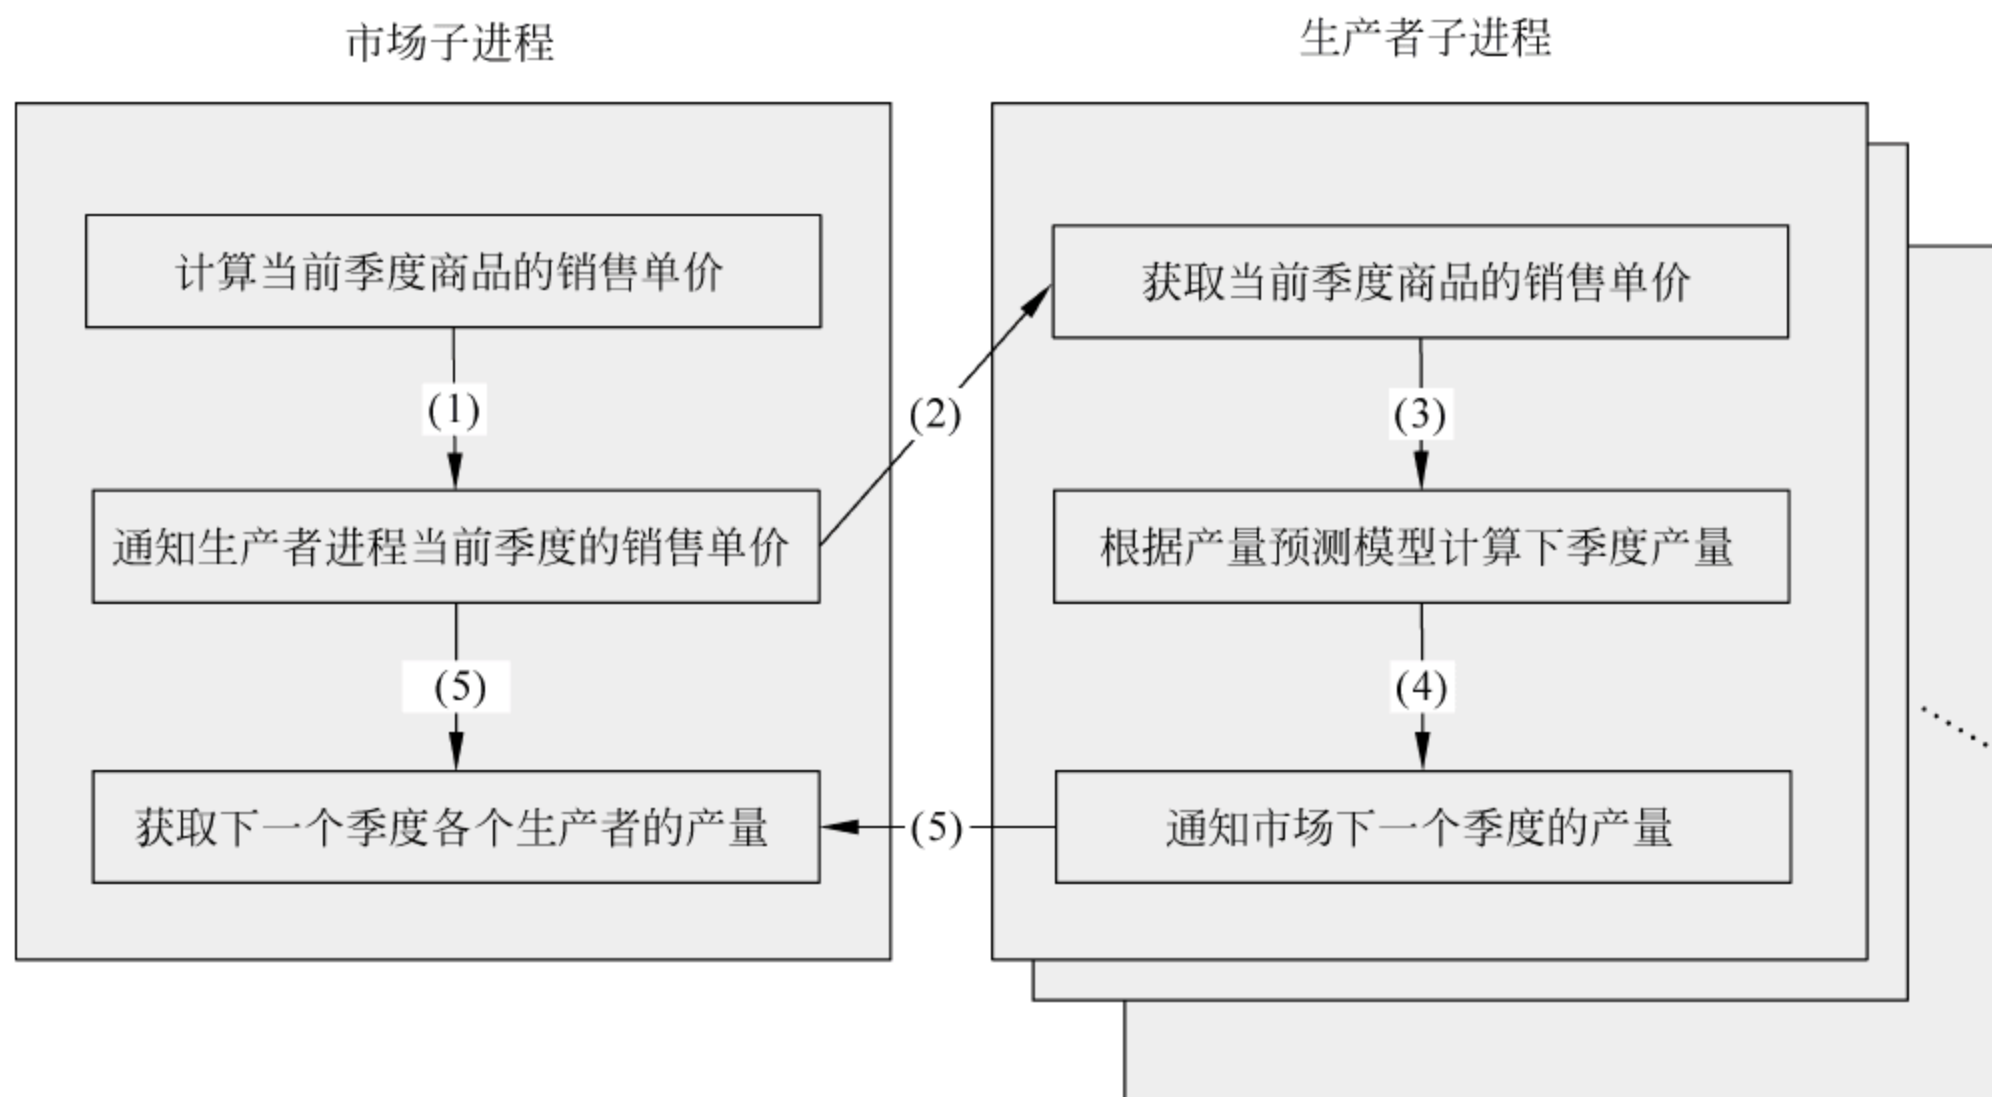 市场子进程
生产者子进程
计算当前季度商品的销售单价
获取当前季度商品的销售单价
(1)
(2)
(3)
通知生产者进程当前季度的销售单价
根据产量预测模型计算下季度产量
(5)
(4)
获取下一个季度各个生产者的产量
(5)
通知市场下一个季度的产量